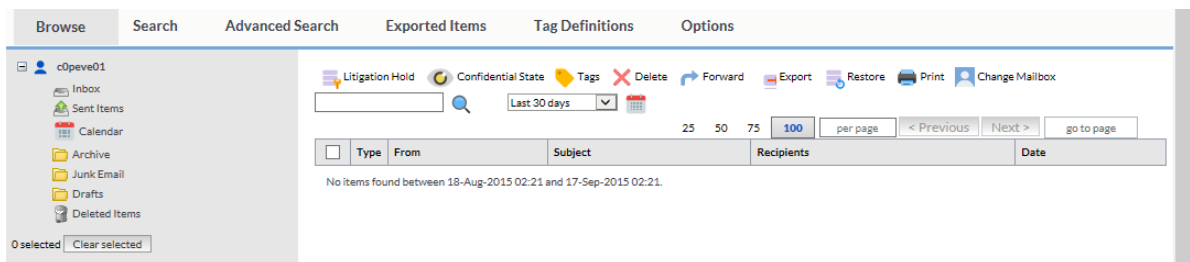 Browse Search Advanced Search Exported Items Tag Definitions Options
c0peve01
Inbox
Sent Items
Calendar
Archive
Junk Email
Drafts
Deleted Items
0 selected Clear selected
Litigation Hold Confidential State Tags Delete Forward Export Restore Print Change Mailbox
Last 30 days
25 50 75 100 per page < Previous Next > go to page
Type From Subject Recipients Date
No items found between 18-Aug-2015 02:21 and 17-Sep-2015 02:21.